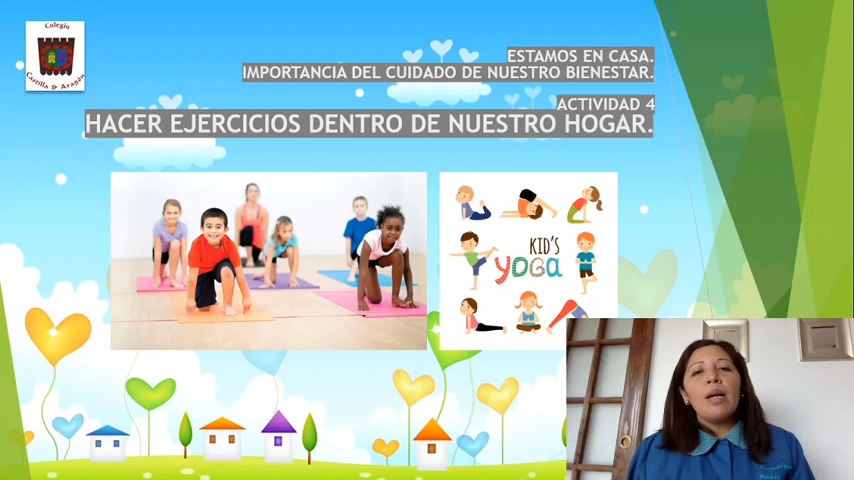 Colegio
Castilla & Aragón
ESTAMOS EN CASA.
IMPORTANCIA DEL CUIDADO DE NUESTRO BIENESTAR.
ACTIVIDAD 4
HACER EJERCICIOS DENTRO DE NUESTRO HOGAR.
KID'S
YOGA